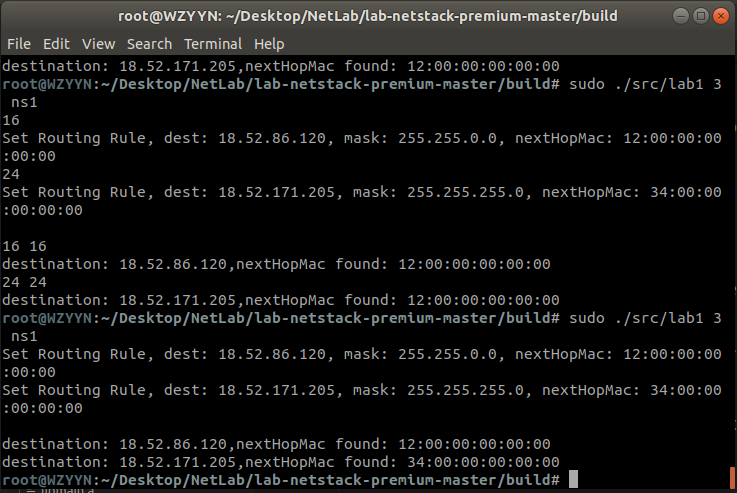 root@WZYYN: ~/Desktop/NetLab/lab-netstack-premium-master/build
File Edit View Search Terminal Help
destination: 18.52.171.205,nextHopMac found: 12:00:00:00:00:00
root@WZYYN:~/Desktop/NetLab/lab-netstack-premium-master/build# sudo ./src/lab1 3
 ns1
16
Set Routing Rule, dest: 18.52.86.120, mask: 255.255.0.0, nextHopMac: 12:00:00:00
:00:00
24
Set Routing Rule, dest: 18.52.171.205, mask: 255.255.255.0, nextHopMac: 34:00:00
:00:00:00

16 16
destination: 18.52.86.120,nextHopMac found: 12:00:00:00:00:00
24 24
destination: 18.52.171.205,nextHopMac found: 12:00:00:00:00:00
root@WZYYN:~/Desktop/NetLab/lab-netstack-premium-master/build# sudo ./src/lab1 3
 ns1
Set Routing Rule, dest: 18.52.86.120, mask: 255.255.0.0, nextHopMac: 12:00:00:00
:00:00
Set Routing Rule, dest: 18.52.171.205, mask: 255.255.255.0, nextHopMac: 34:00:00
:00:00:00

destination: 18.52.86.120,nextHopMac found: 12:00:00:00:00:00
destination: 18.52.171.205,nextHopMac found: 34:00:00:00:00:00
root@WZYYN:~/Desktop/NetLab/lab-netstack-premium-master/build#